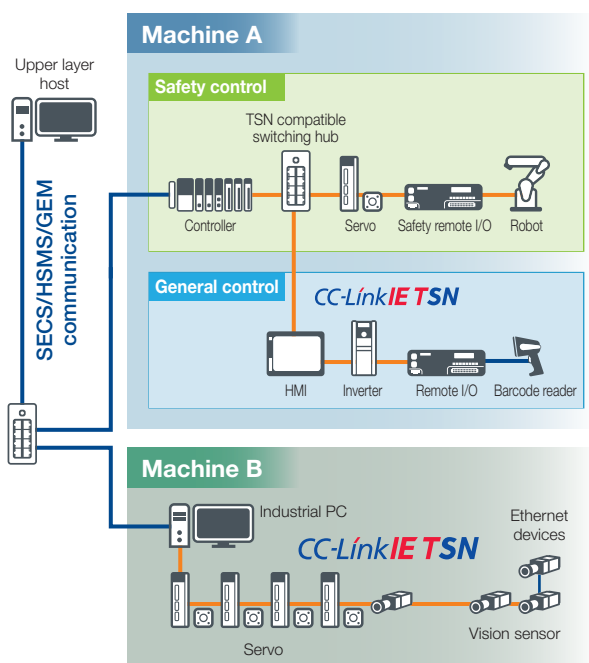 Machine A
Upper layer
host
Safety control
TSN compatible
switching hub
Controller
Servo
Safety remote I/O
Robot
SECS/HSMS/GEM
communication
General control
CC-Link IE TSN
HMI
Inverter
Remote I/O
Barcode reader
Machine B
Industrial PC
CC-Link IE TSN
Ethernet
devices
Servo
Vision sensor